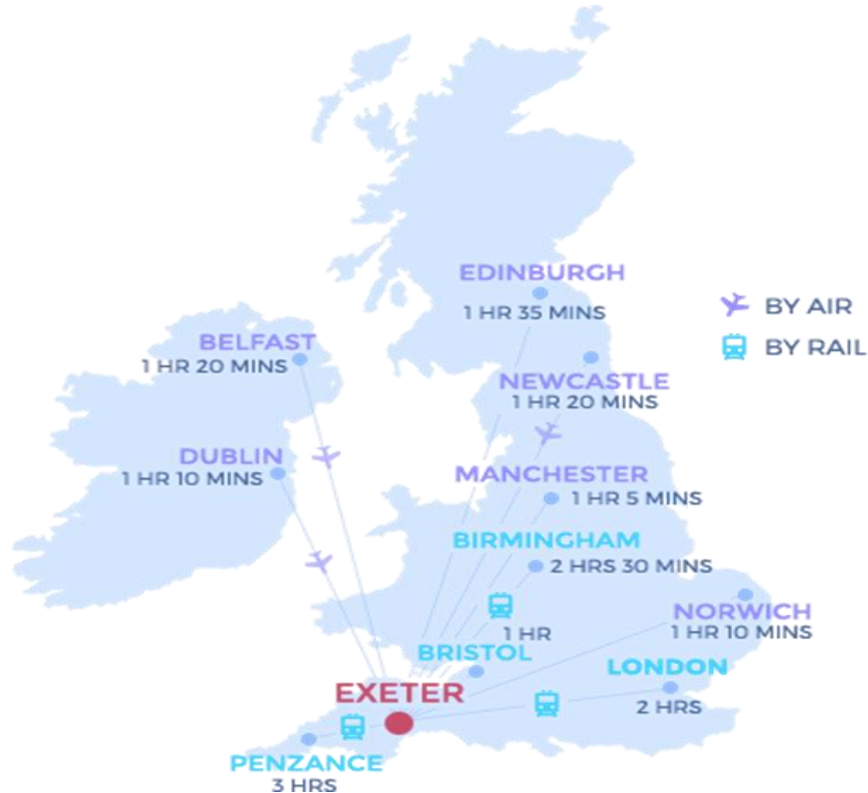 EDINBURGH
1 HR 35 MINS
BY AIR
BY RAIL
BELFAST
1 HR 20 MINS
NEWCASTLE
1 HR 20 MINS
DUBLIN
1 HR 10 MINS
MANCHESTER
1 HR 5 MINS
BIRMINGHAM
2 HRS 30 MINS
NORWICH
1 HR 10 MINS
1 HR
BRISTOL
LONDON
2 HRS
EXETER
PENZANCE
3 HRS